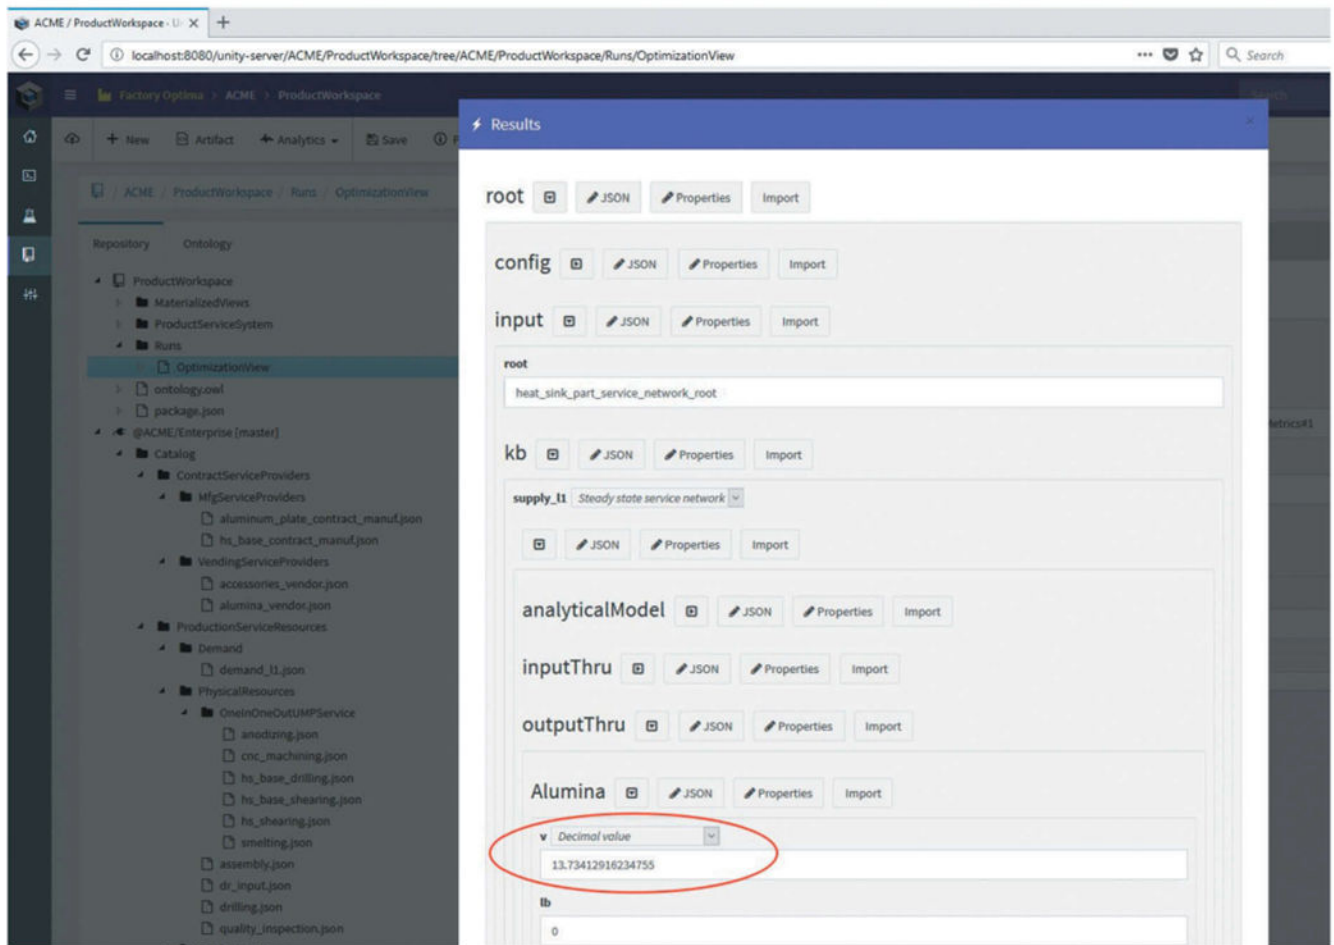 ACME / ProductWorkspace - U
localhost:8080/unity-server/ACME/ProductWorkspace/tree/ACME/ProductWorkspace/Runs/OptimizationView
Search
Factory Optima > ACME > ProductWorkspace
Search
New Artifact Analytics Save
Results
/ ACME / ProductWorkspace / Runs / OptimizationView
Repository Ontology
ProductWorkspace
MaterializedViews
ProductServiceSystem
Runs
OptimizationView
ontology.owl
package.json
@ACME/Enterprise [master]
Catalog
ContractServiceProviders
MfgServiceProviders
aluminum_plate_contract_manuf.json
hs_base_contract_manuf.json
VendingServiceProviders
accessories_vendor.json
alumina_vendor.json
ProductionServiceResources
Demand
demand_l1.json
PhysicalResources
OneInOneOutUMPService
anodizing.json
cnc_machining.json
hs_base_drilling.json
hs_base_shearing.json
hs_shearing.json
smelting.json
assembly.json
dr_input.json
drilling.json
quality_inspection.json
root JSON Properties Import
config JSON Properties Import
input JSON Properties Import
root
heat_sink_part_service_network_root
kb JSON Properties Import
supply_l1 Steady state service network
JSON Properties Import
analyticalModel JSON Properties Import
inputThru JSON Properties Import
outputThru JSON Properties Import
Alumina JSON Properties Import
v Decimal value
13.73412916234755
lb
0